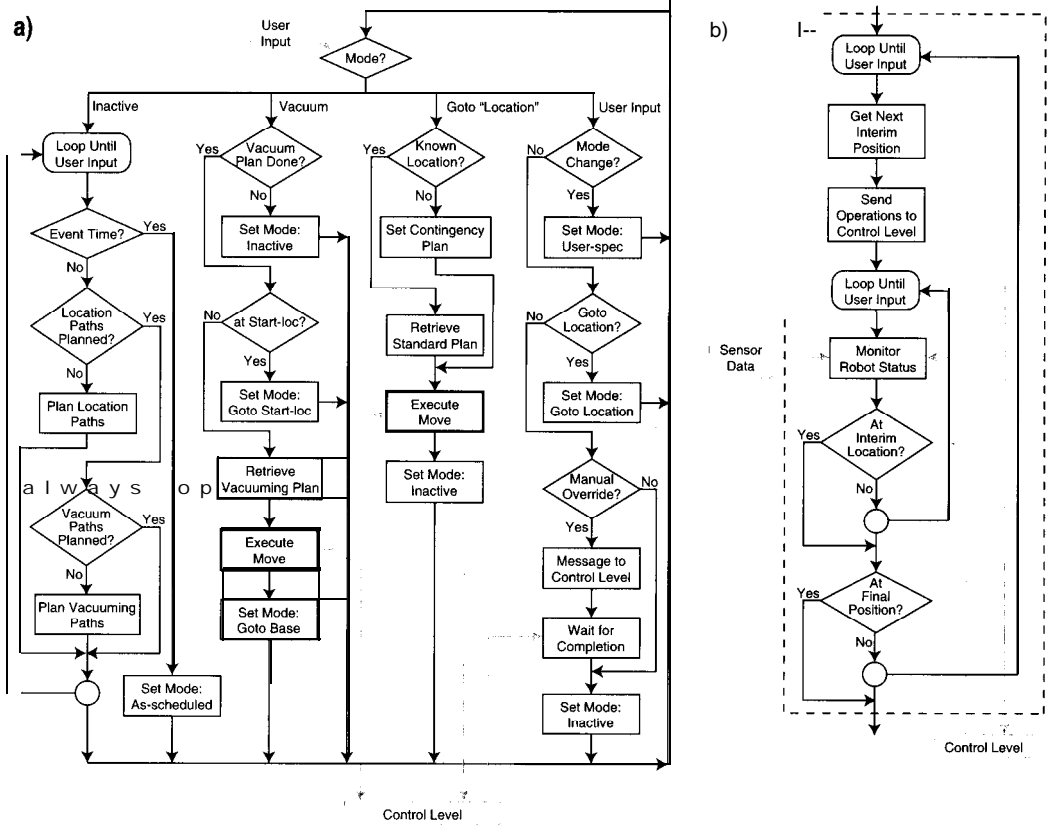 a)
User
Input
Mode?
Inactive
Vacuum
Goto "Location"
User Input
Loop Until
User Input
Event Time?
Yes
No
Location
Paths
Planned?
Yes
No
Plan Location
Paths
always op
Vacuum
Paths
Planned?
Yes
No
Plan Vacuuming
Paths
Set Mode:
As-scheduled
Yes
Vacuum
Plan Done?
No
Set Mode:
Inactive
No
at Start-loc?
Yes
Set Mode:
Goto Start-loc
Retrieve
Vacuuming Plan
Execute
Move
Set Mode:
Goto Base
Yes
Known
Location?
No
Set Contingency
Plan
Retrieve
Standard Plan
Execute
Move
Set Mode:
Inactive
No
Mode
Change?
Yes
Set Mode:
User-spec
No
Goto
Location?
Yes
Set Mode:
Goto Location
Manual
Override?
No
Yes
Message to
Control Level
Wait for
Completion
Set Mode:
Inactive
Control Level
b)
I--
Loop Until
User Input
Get Next
Interim
Position
Send
Operations to
Control Level
Loop Until
User Input
Sensor
Data
Monitor
Robot Status
Yes
At
Interim
Location?
No
Yes
At
Final
Position?
No
Control Level